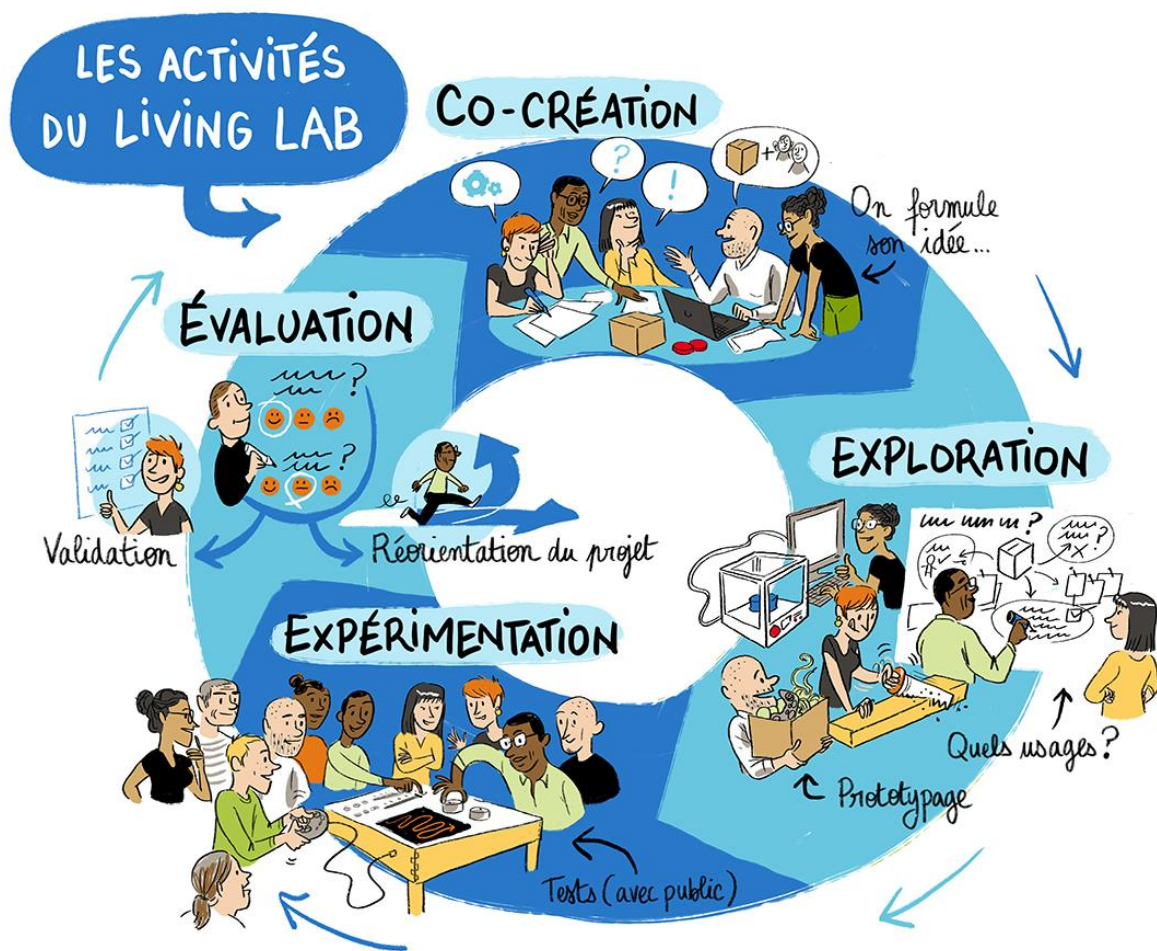 LES ACTIVITÉS
DU LIVING LAB
CO-CRÉATION
?
!
+
On formule
son idée...
ÉVALUATION
?
?
Validation
Réorientation du projet
EXPLORATION
?
?
Quels usages ?
Prototypage
EXPÉRIMENTATION
Tests (avec public)